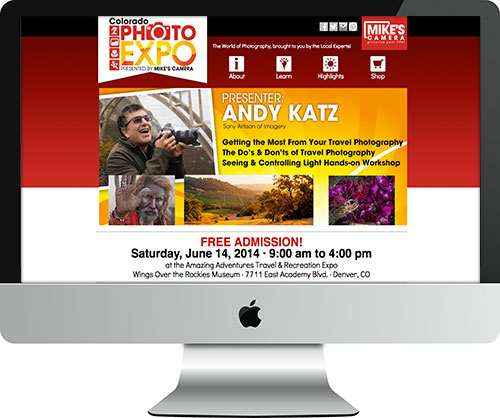 Colorado
PHOTO
EXPO
PRESENTED BY MIKE'S CAMERA
The World of Photography, brought to you by the Local Experts!
MIKE'S
CAMERA
About
Learn
Highlights
Shop
PRESENTER:
ANDY KATZ
Sony Artisan of Imagery
Getting the Most From Your Travel Photography
The Do's & Don'ts of Travel Photography
Seeing & Controlling Light Hands-on Workshop
FREE ADMISSION!
Saturday, June 14, 2014 · 9:00 am to 4:00 pm
at the Amazing Adventures Travel & Recreation Expo
Wings Over the Rockies Museum · 7711 East Academy Blvd. · Denver, CO